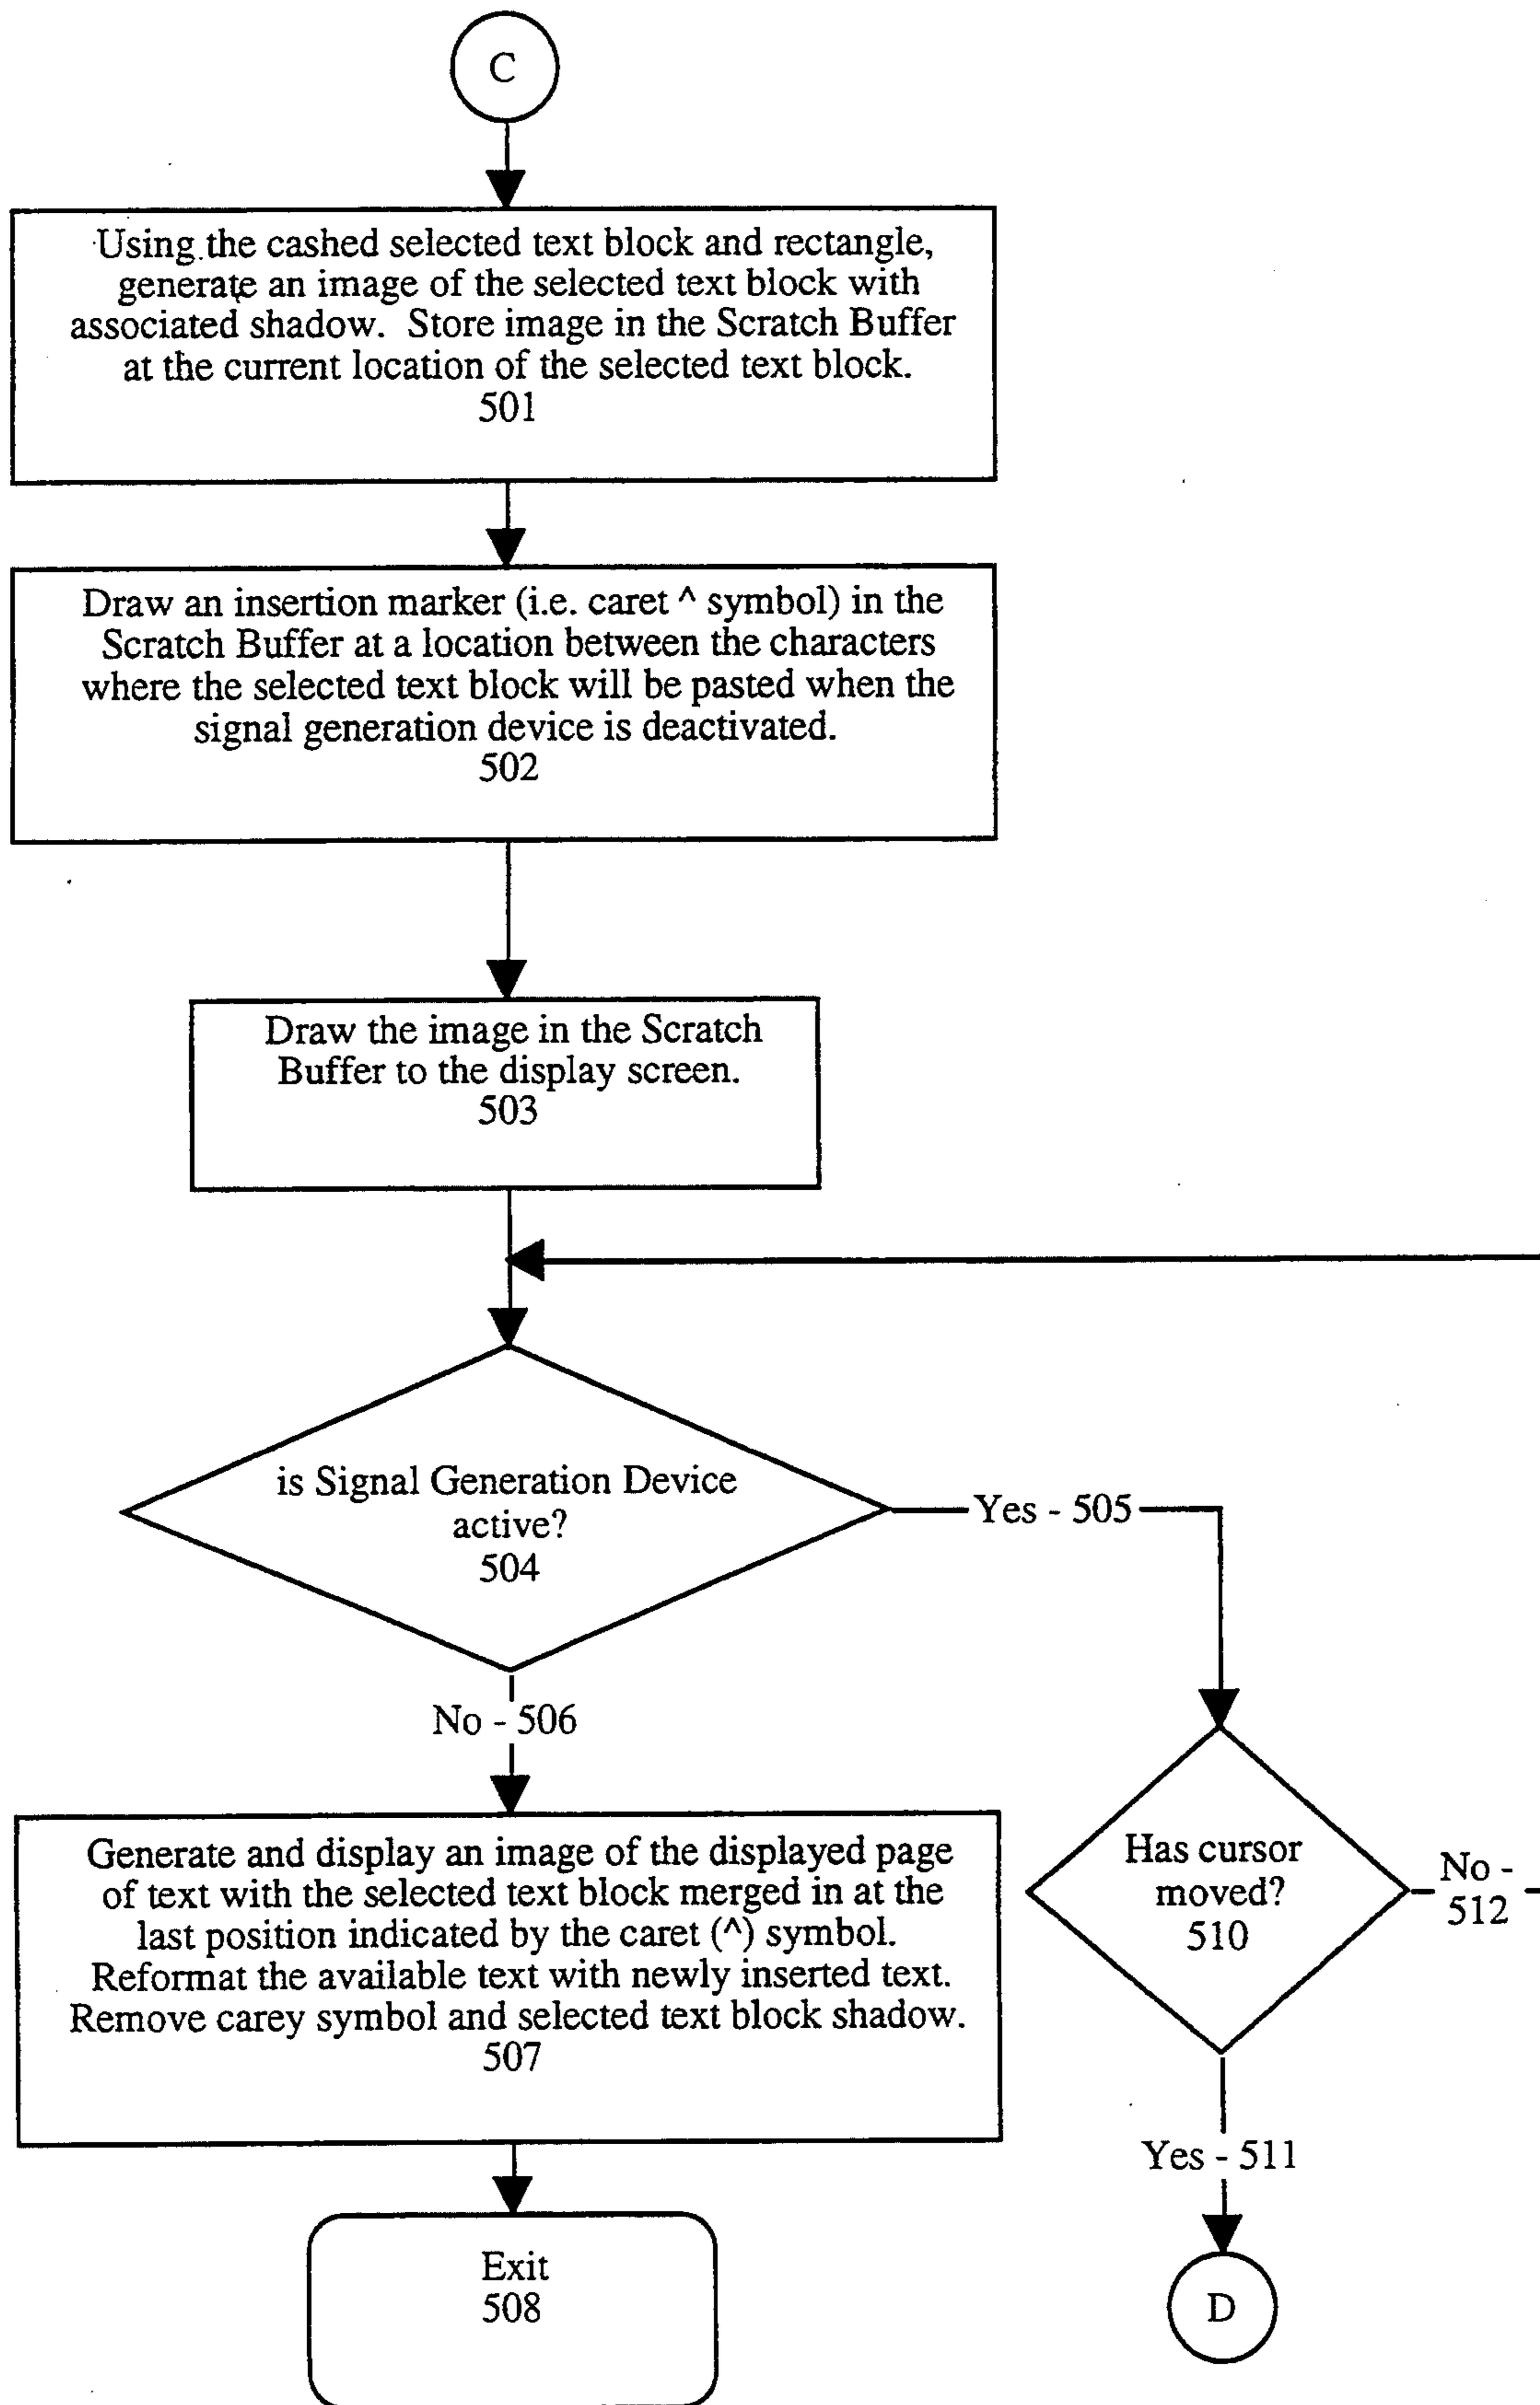 C
Using the cashed selected text block and rectangle,
generate an image of the selected text block with
associated shadow. Store image in the Scratch Buffer
at the current location of the selected text block.
501
Draw an insertion marker (i.e. caret ^ symbol) in the
Scratch Buffer at a location between the characters
where the selected text block will be pasted when the
signal generation device is deactivated.
502
Draw the image in the Scratch
Buffer to the display screen.
503
is Signal Generation Device
active?
504
Yes - 505
No - 506
Generate and display an image of the displayed page
of text with the selected text block merged in at the
last position indicated by the caret (^) symbol.
Reformat the available text with newly inserted text.
Remove carey symbol and selected text block shadow.
507
Has cursor
moved?
510
No -
512
Yes - 511
Exit
508
D